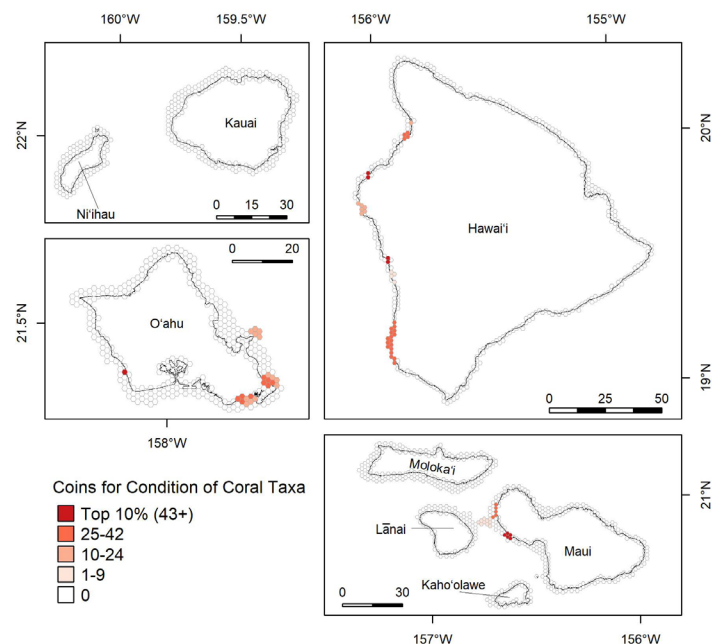 160°W 159.5°W 156°W 155°W
22°N
Kauai
Ni'ihau
0 15 30
20°N
Hawai'i
0 20
21.5°N
O'ahu
158°W
19°N
0 25 50
Coins for Condition of Coral Taxa
Top 10% (43+)
25-42
10-24
1-9
0
Moloka'i
21°N
Lānai
Maui
Kaho'olawe
0 30
157°W 156°W